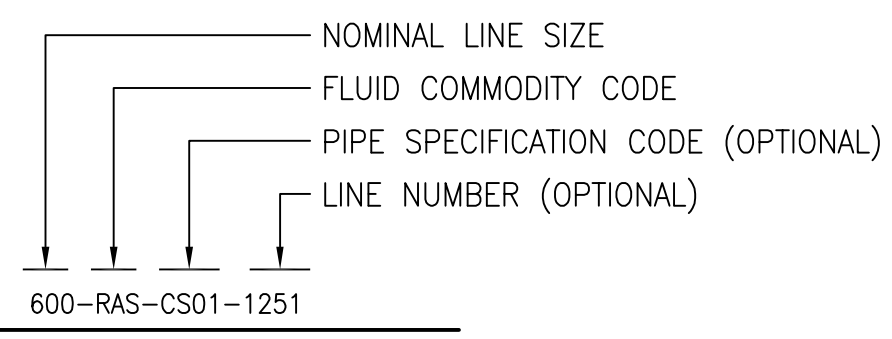 NOMINAL LINE SIZE
FLUID COMMODITY CODE
PIPE SPECIFICATION CODE (OPTIONAL)
LINE NUMBER (OPTIONAL)
600-RAS-CS01-1251